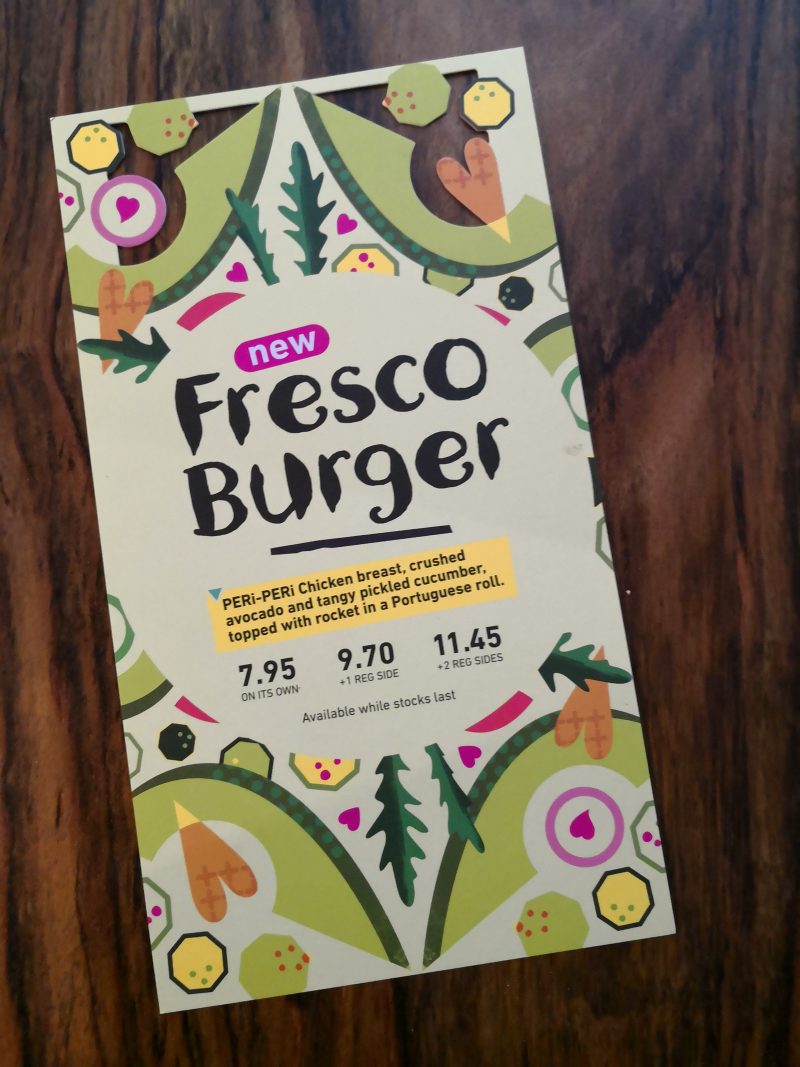 new
Fresco
Burger
PERi-PERi Chicken breast, crushed
avocado and tangy pickled cucumber,
topped with rocket in a Portuguese roll.
7.95 9.70 11.45
ON ITS OWN +1 REG SIDE +2 REG SIDES
Available while stocks last